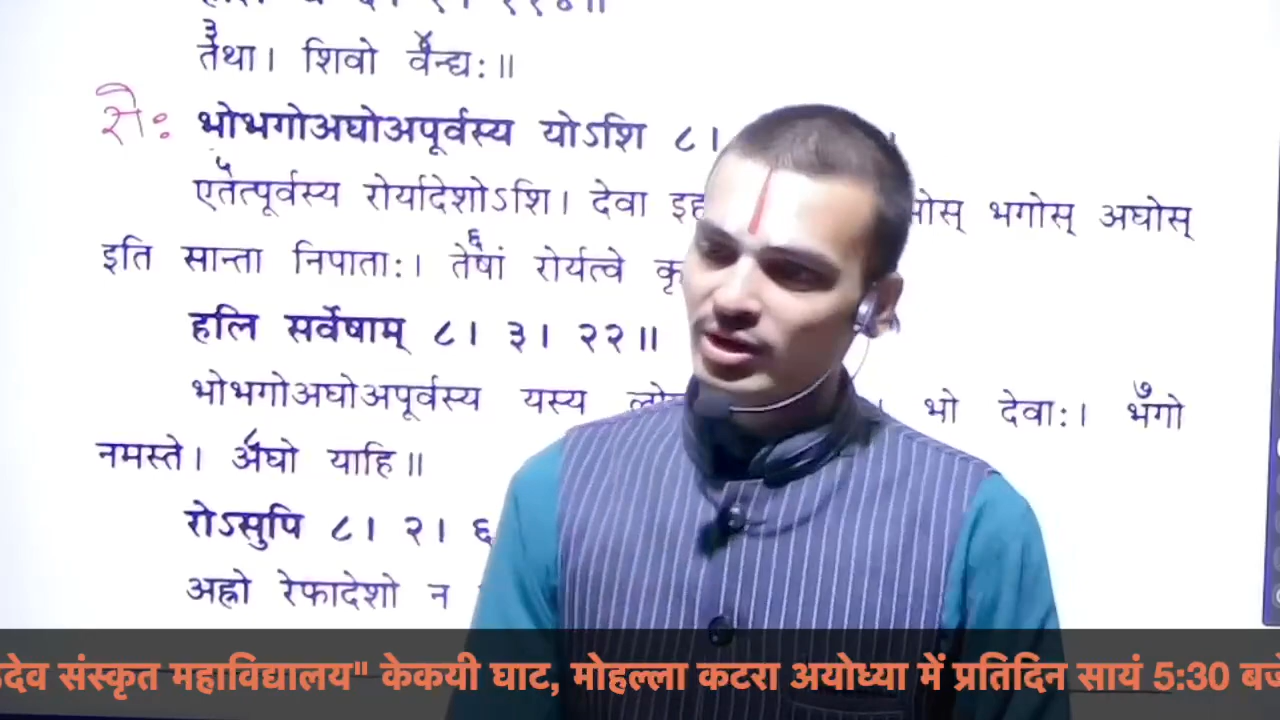 तथा। शिवो वन्द्यः॥
रोः भोभगोअघोअपूर्वस्य योऽशि ८।
एतत्पूर्वस्य रोर्यादेशोऽशि। देवा इह भोस् भगोस् अघोस्
इति सान्ता निपाताः। तेषां रोर्यत्वे कृ
हलि सर्वेषाम् ८। ३। २२॥
भोभगोअघोअपूर्वस्य यस्य भो देवाः। भगो
नमस्ते। अघो याहि॥
रोऽसुपि ८। २। ६
अह्नो रेफादेशो न
देव संस्कृत महाविद्यालय" केकयी घाट, मोहल्ला कटरा अयोध्या में प्रतिदिन सायं 5:30 बजे